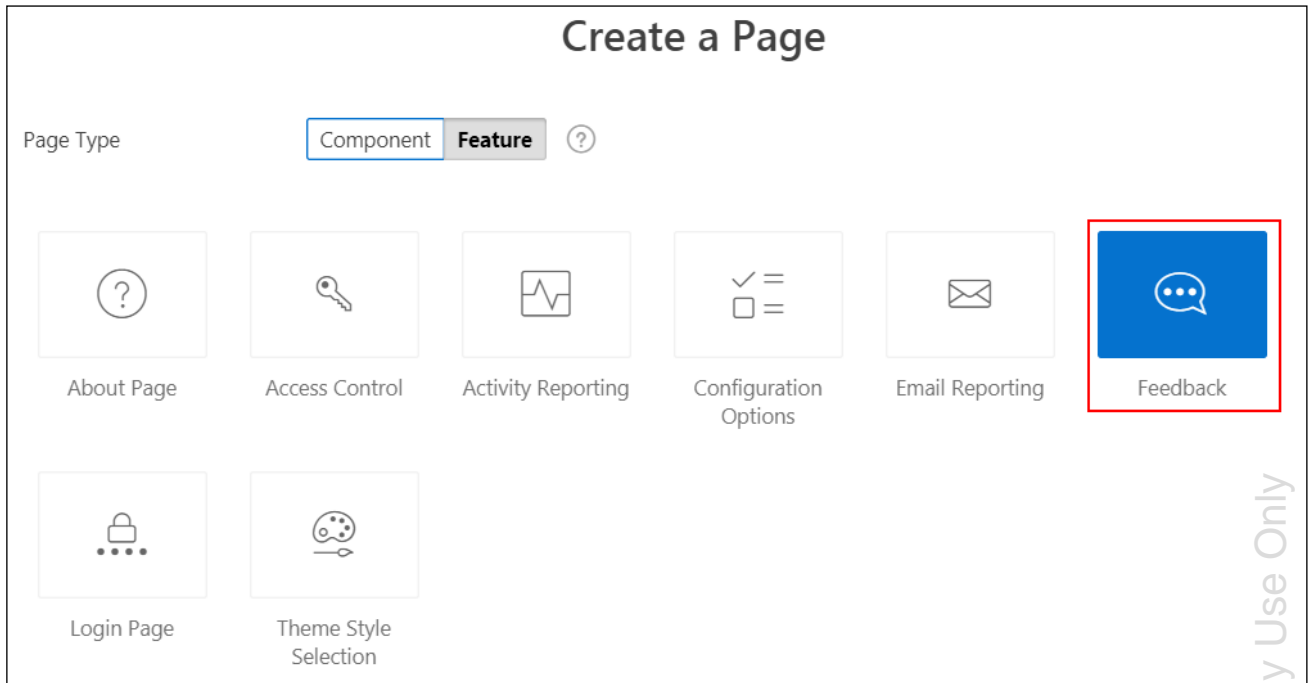 Create a Page
Page Type
Component
Feature
?
?
About Page
Access Control
Activity Reporting
Configuration
Options
Email Reporting
Feedback
Login Page
Theme Style
Selection
Use Only